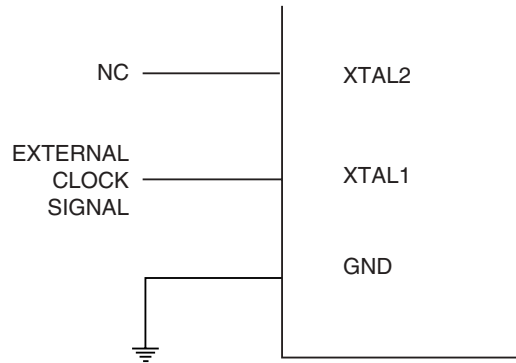 NC
XTAL2
EXTERNAL
CLOCK
SIGNAL
XTAL1
GND